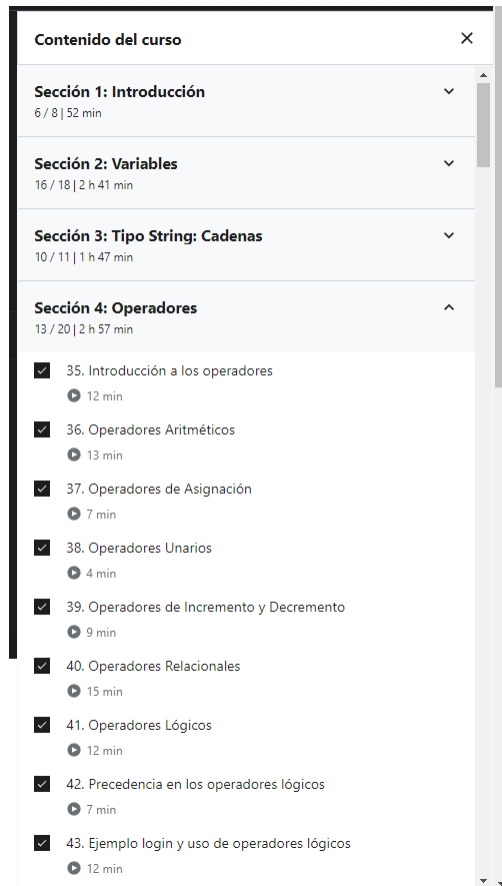 Contenido del curso
Sección 1: Introducción
6 / 8 | 52 min
Sección 2: Variables
16 / 18 | 2 h 41 min
Sección 3: Tipo String: Cadenas
10 / 11 | 1 h 47 min
Sección 4: Operadores
13 / 20 | 2 h 57 min
35. Introducción a los operadores
12 min
36. Operadores Aritméticos
13 min
37. Operadores de Asignación
7 min
38. Operadores Unarios
4 min
39. Operadores de Incremento y Decremento
9 min
40. Operadores Relacionales
15 min
41. Operadores Lógicos
12 min
42. Precedencia en los operadores lógicos
7 min
43. Ejemplo login y uso de operadores lógicos
12 min